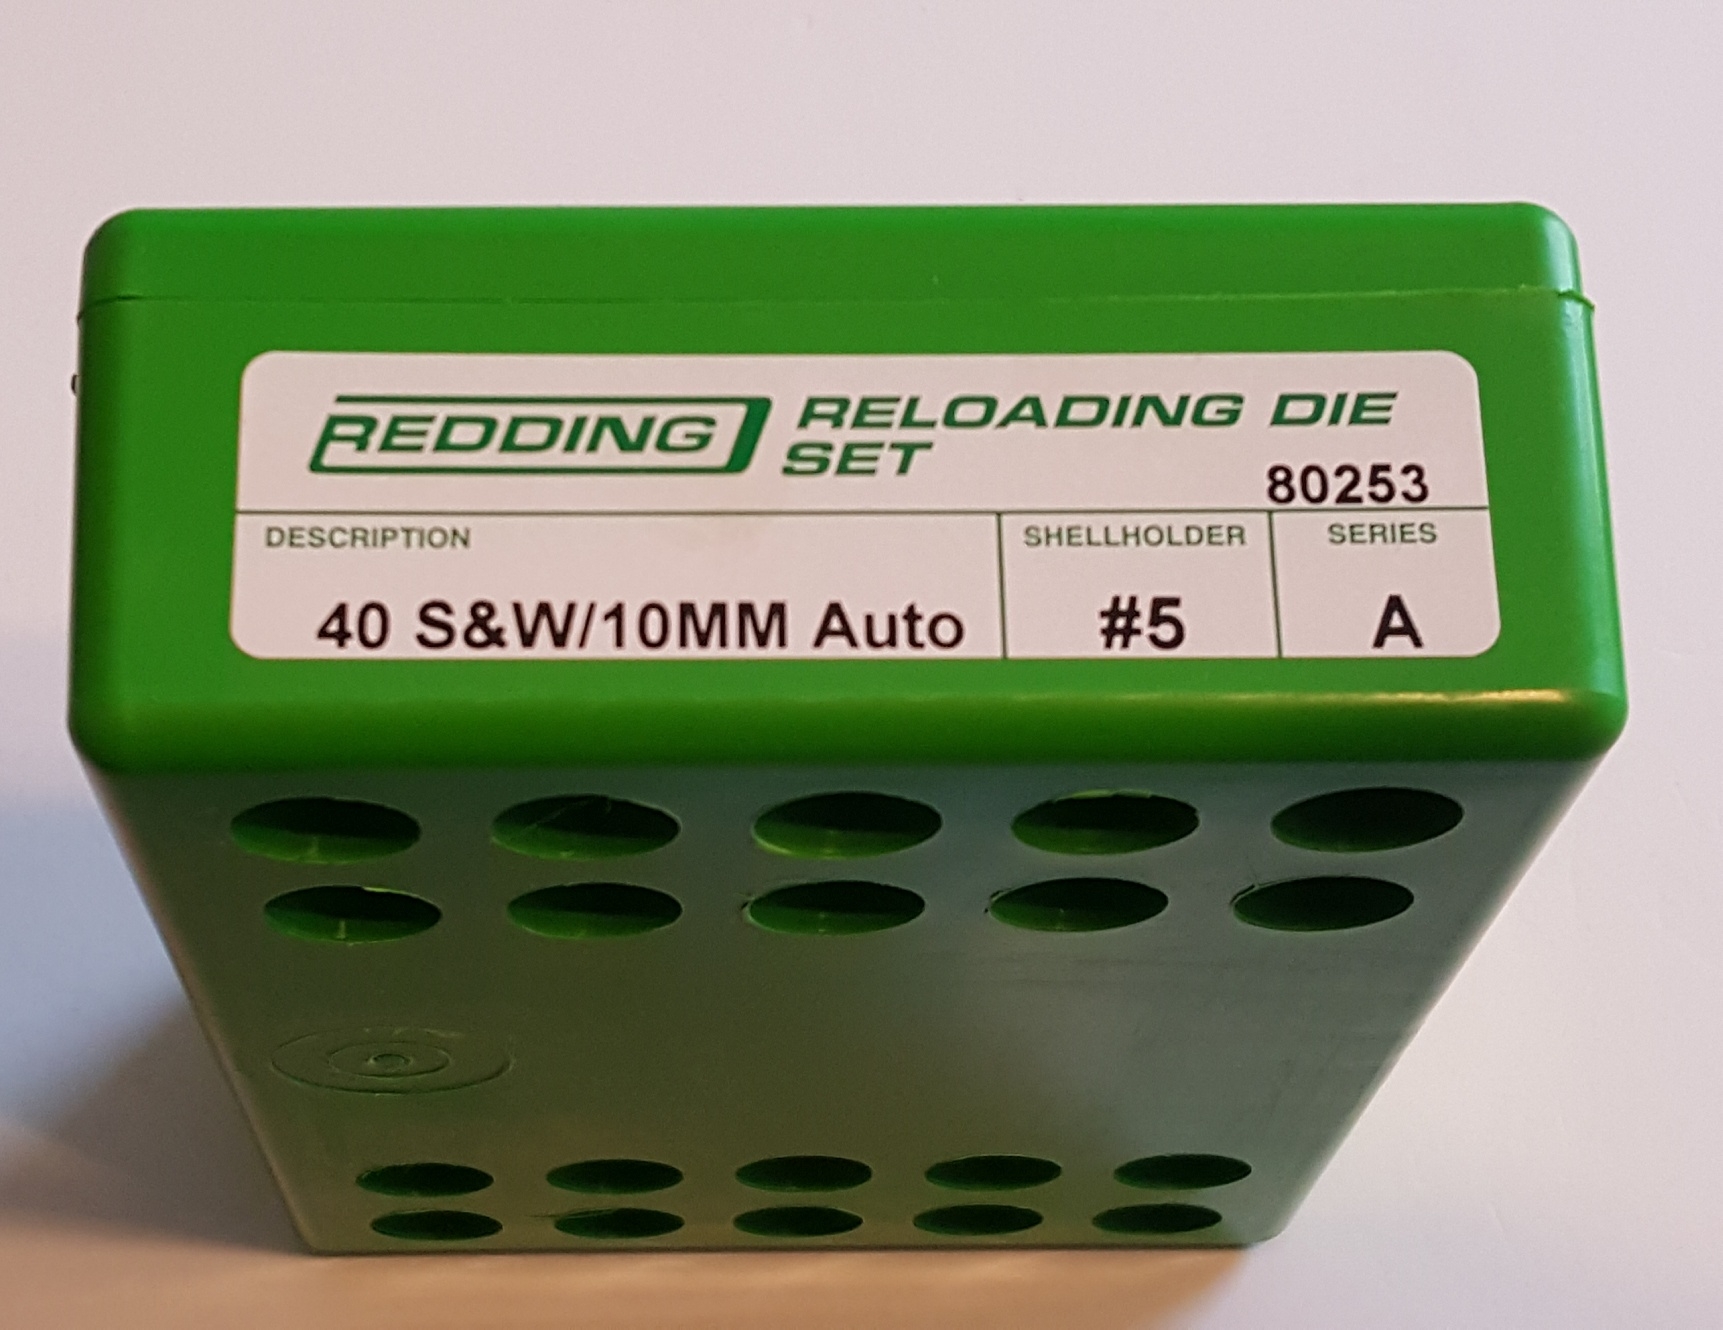 REDDING RELOADING DIE
SET
80253
DESCRIPTION SHELLHOLDER SERIES
40 S&W/10MM Auto #5 A